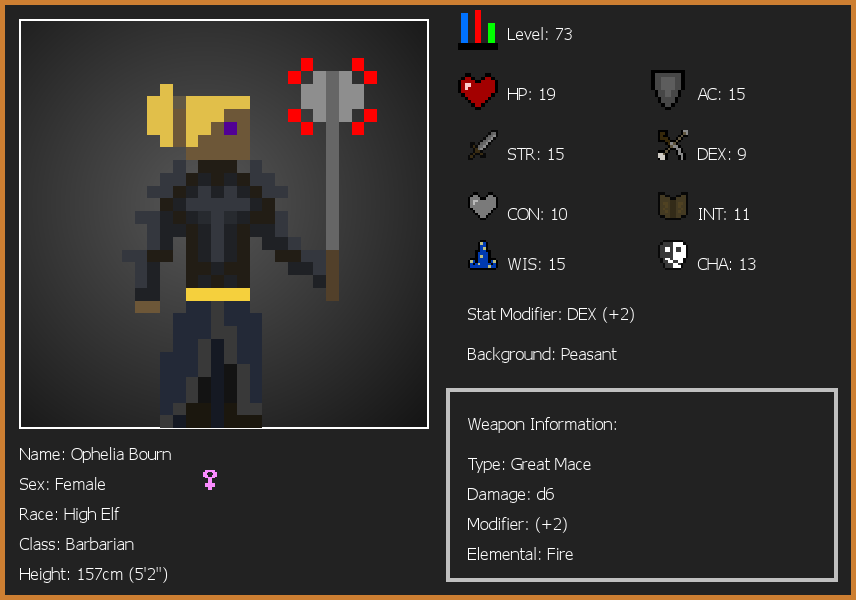 Level: 73
HP: 19
AC: 15
STR: 15
DEX: 9
CON: 10
INT: 11
WIS: 15
CHA: 13
Stat Modifier: DEX (+2)
Background: Peasant
Weapon Information:
Type: Great Mace
Damage: d6
Modifier: (+2)
Elemental: Fire
Name: Ophelia Bourn
Sex: Female
Race: High Elf
Class: Barbarian
Height: 157cm (5'2")